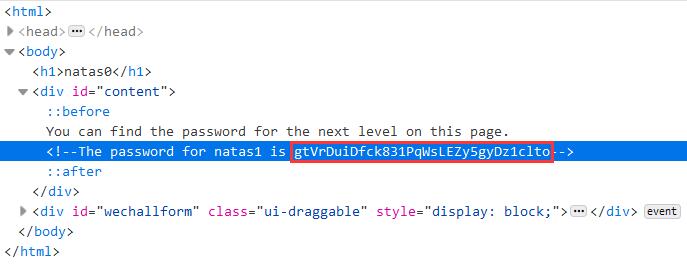 <html>
<head> ••• </head>
<body>
<h1>natas0</h1>
<div id="content">
::before
You can find the password for the next level on this page.
<!--The password for natas1 is gtVrDuiDfck831PqWsLEZy5gyDz1clto-->
::after
</div>
<div id="wechallform" class="ui-draggable" style="display: block;"> ••• </div> event
</body>
</html>